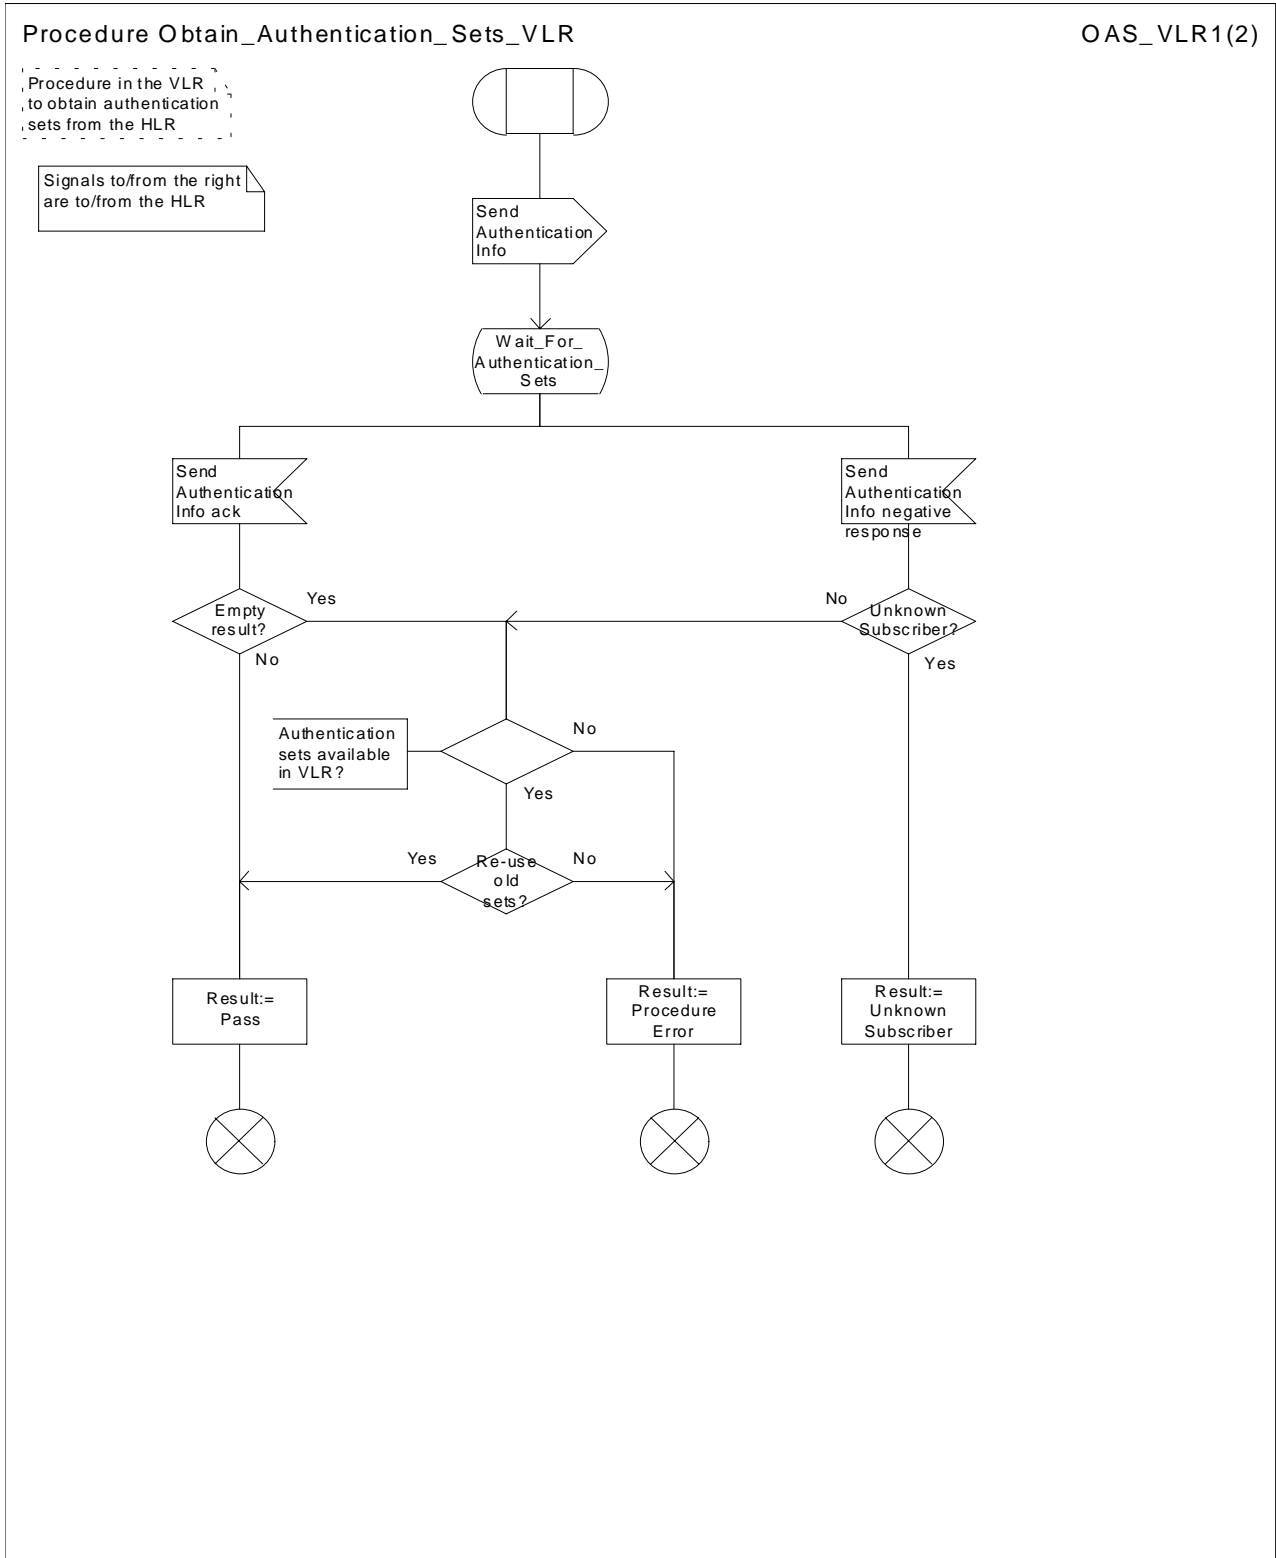 Procedure Obtain_Authentication_Sets_VLR
OAS_VLR1(2)
Procedure in the VLR
to obtain authentication
sets from the HLR
Signals to/from the right
are to/from the HLR
Send
Authentication
Info
Wait_For_
Authentication_
Sets
Send
Authentication
Info ack
Send
Authentication
Info negative
response
Empty
result?
Yes
No
Unknown
Subscriber?
No
Yes
Authentication
sets available
in VLR?
No
Yes
Re-use
old
sets?
Yes
No
Result:=
Pass
Result:=
Procedure
Error
Result:=
Unknown
Subscriber